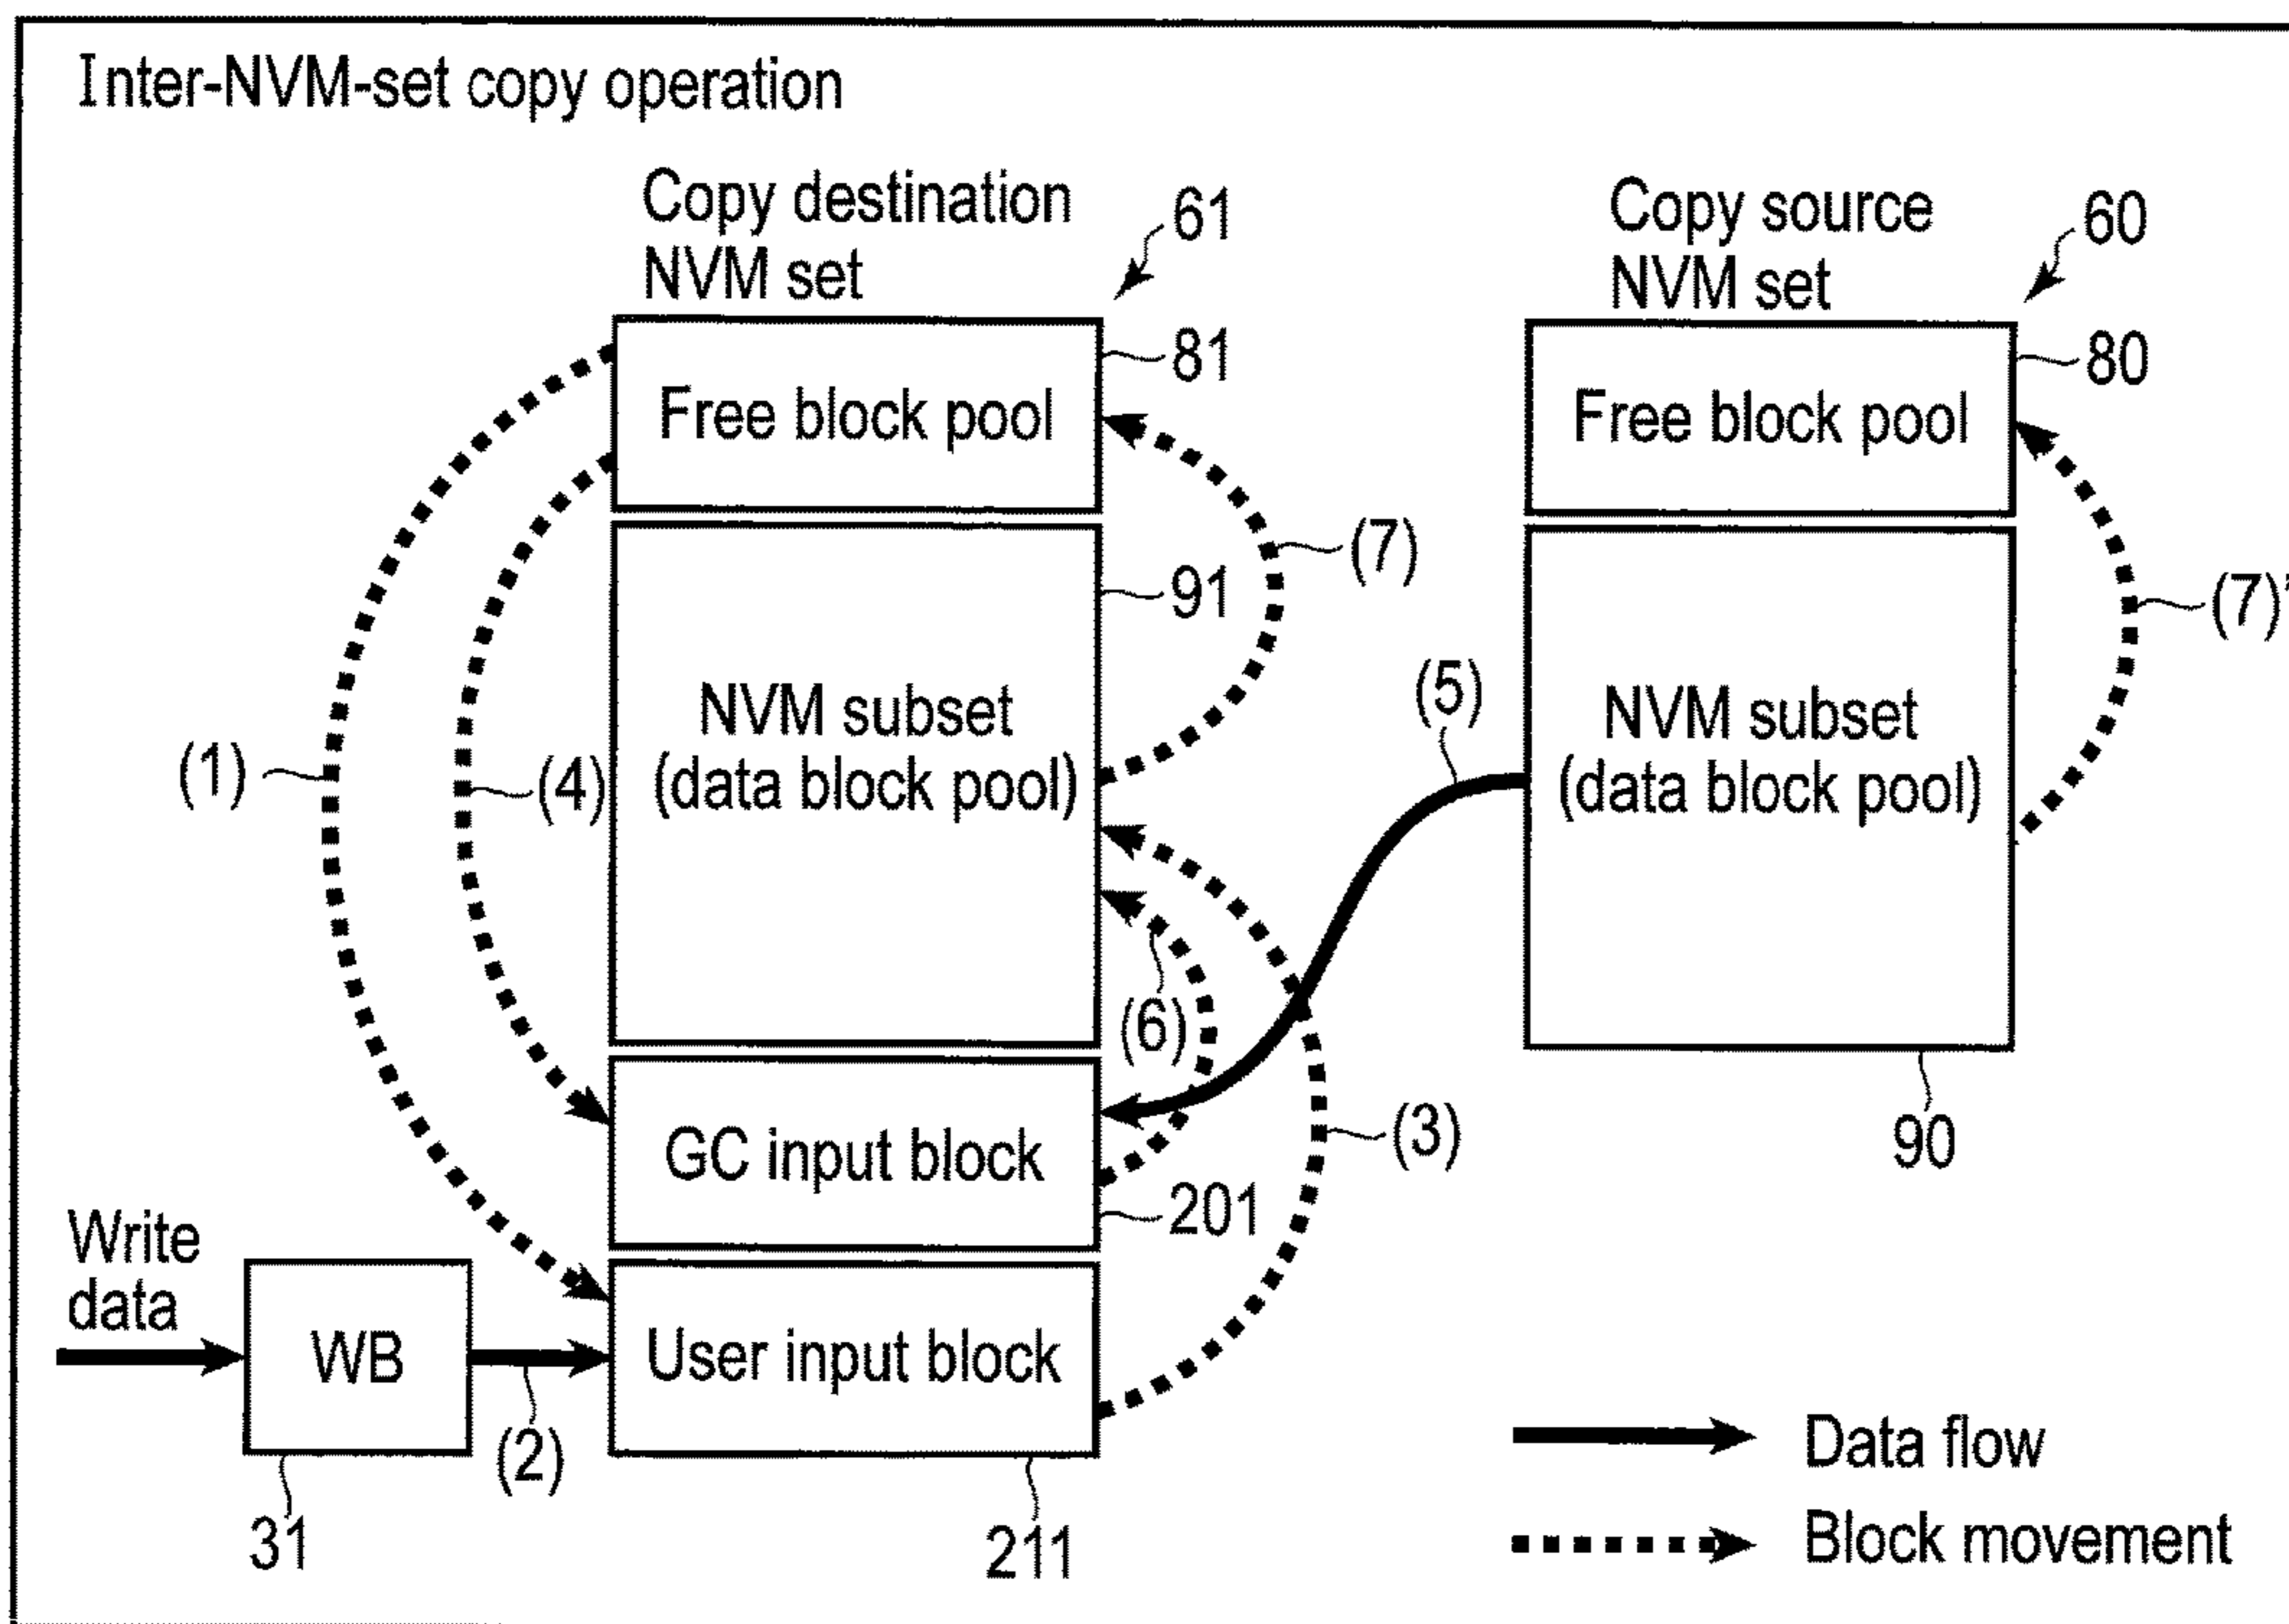 Inter-NVM-set copy operation
Copy destination
NVM set
61
Copy source
NVM set
60
81
80
Free block pool
Free block pool
(7)
91
(7)'
(5)
NVM subset
(data block pool)
NVM subset
(data block pool)
(1)
(4)
(6)
(3)
90
GC input block
201
Write
data
WB
User input block
(2)
31
211
Data flow
Block movement